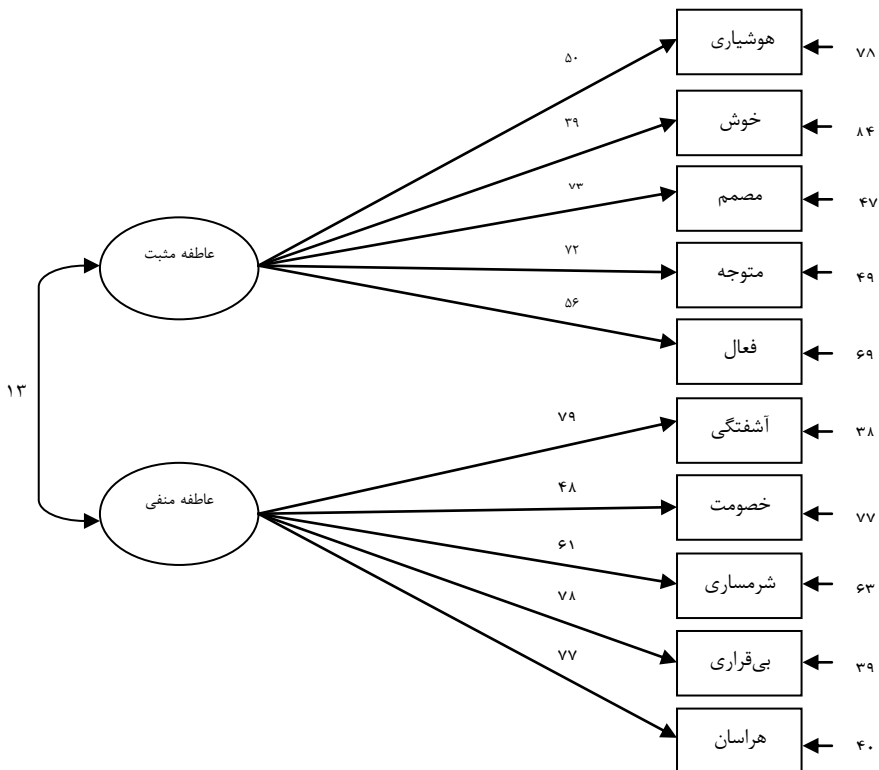 هوشیاری
۵۰
۷۸
خوش
۳۹
۸۴
مصمم
۷۳
۴۷
متوجه
۷۲
۴۹
عاطفه مثبت
۵۶
فعال
۶۹
۱۳
آشفتگی
۷۹
۳۸
خصومت
۴۸
۷۷
عاطفه منفی
شرمساری
۶۱
۶۳
بی‌قراری
۷۸
۳۹
هراسان
۷۷
۴۰